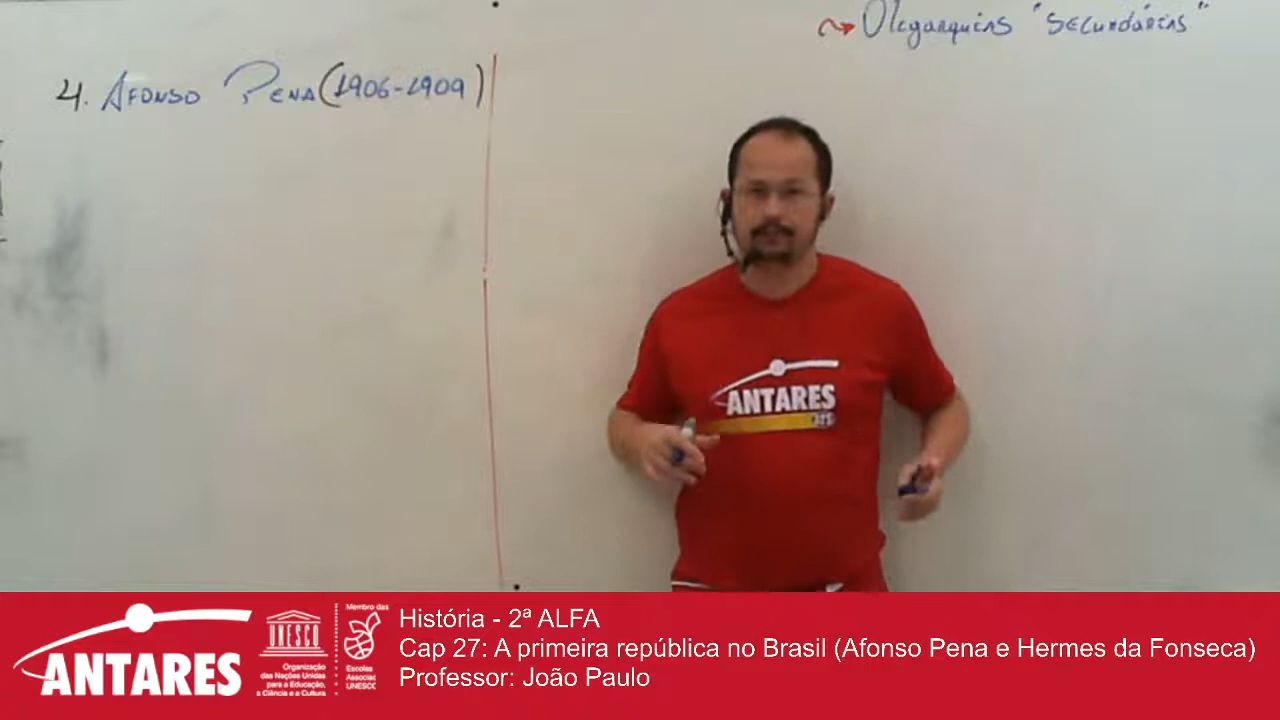 Oligarquias "secundárias"
4. AFONSO PENA (1906-1909)
ANTARES
ANTARES
UNESCO
Organização
das Nações Unidas
para a Educação,
a Ciência e a Cultura
Membro das
Escolas
Associad
UNESCO
História - 2ª ALFA
Cap 27: A primeira república no Brasil (Afonso Pena e Hermes da Fonseca)
Professor: João Paulo